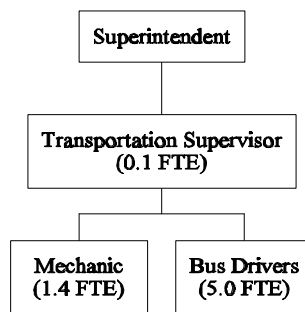 Superintendent
Transportation Supervisor
(0.1 FTE)
Mechanic
(1.4 FTE)
Bus Drivers
(5.0 FTE)